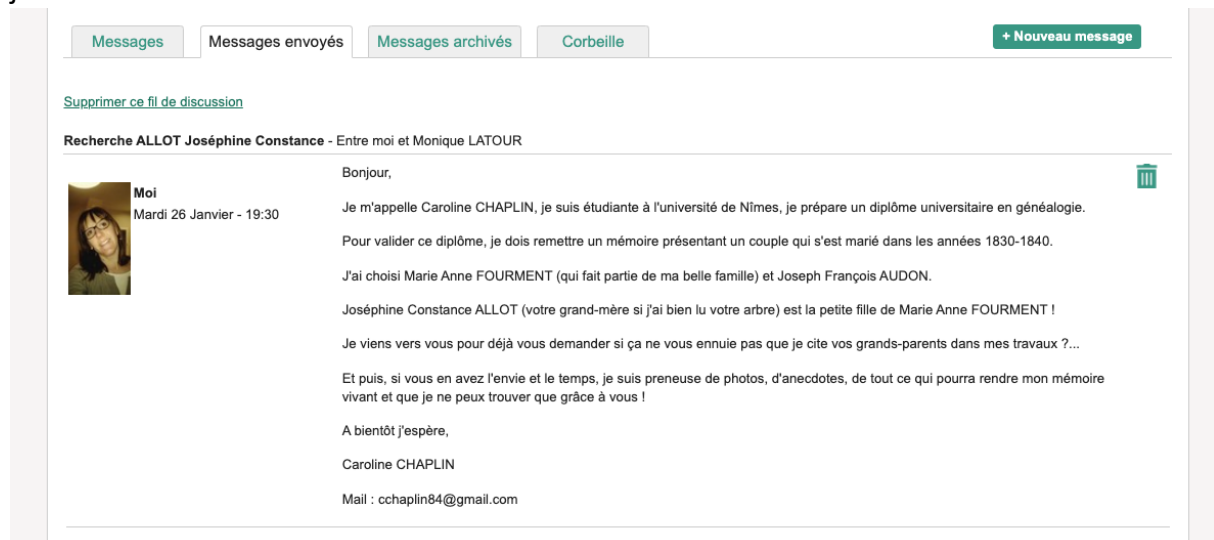 Messages
Messages envoyés
Messages archivés
Corbeille
+ Nouveau message
Supprimer ce fil de discussion
Recherche ALLOT Joséphine Constance - Entre moi et Monique LATOUR
Moi
Mardi 26 Janvier - 19:30
Bonjour,
Je m'appelle Caroline CHAPLIN, je suis étudiante à l'université de Nîmes, je prépare un diplôme universitaire en généalogie.
Pour valider ce diplôme, je dois remettre un mémoire présentant un couple qui s'est marié dans les années 1830-1840.
J'ai choisi Marie Anne FOURMENT (qui fait partie de ma belle famille) et Joseph François AUDON.
Joséphine Constance ALLOT (votre grand-mère si j'ai bien lu votre arbre) est la petite fille de Marie Anne FOURMENT !
Je viens vers vous pour déjà vous demander si ça ne vous ennuie pas que je cite vos grands-parents dans mes travaux ?...
Et puis, si vous en avez l'envie et le temps, je suis preneuse de photos, d'anecdotes, de tout ce qui pourra rendre mon mémoire
vivant et que je ne peux trouver que grâce à vous !
A bientôt j'espère,
Caroline CHAPLIN
Mail : cchaplin84@gmail.com